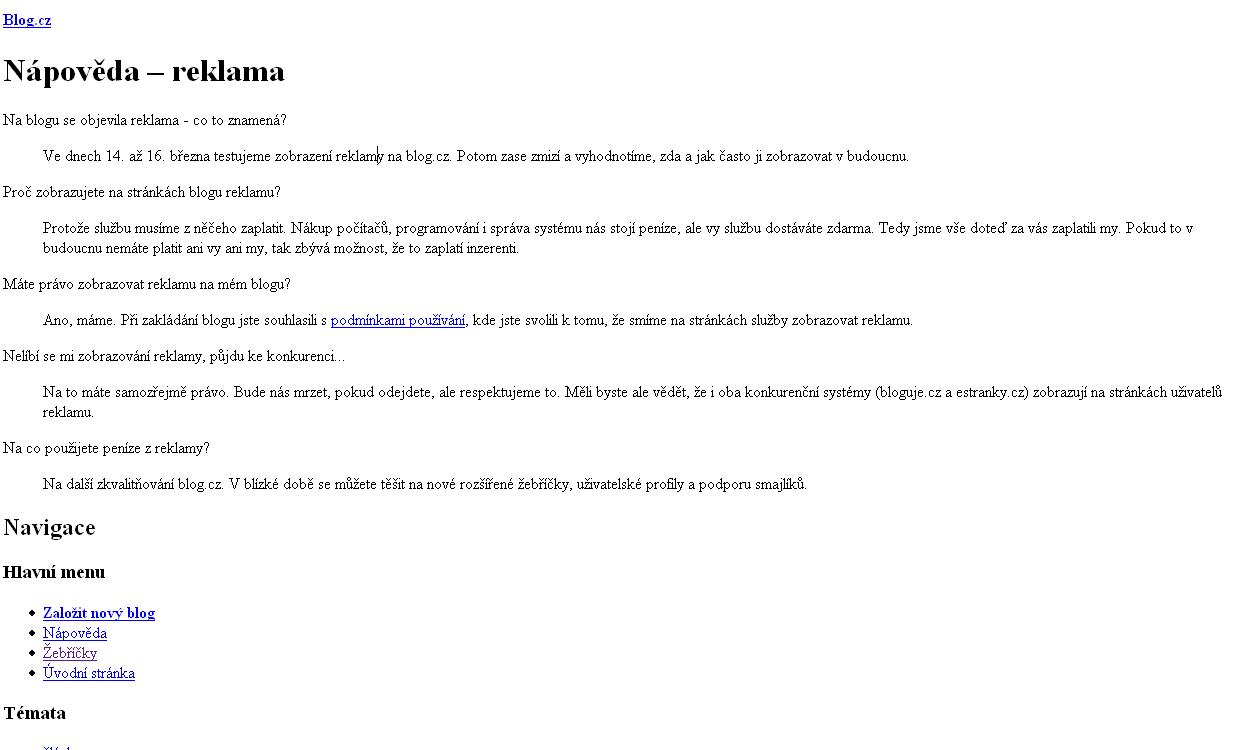 Blog.cz
Nápověda – reklama
Na blogu se objevila reklama - co to znamená?
Ve dnech 14. až 16. března testujeme zobrazení reklamy na blog.cz. Potom zase zmizí a vyhodnotíme, zda a jak často ji zobrazovat v budoucnu.
Proč zobrazujete na stránkách blogu reklamu?
Protože službu musíme z něčeho zaplatit. Nákup počítačů, programování i správa systému nás stojí peníze, ale vy službu dostáváte zdarma. Tedy jsme vše doteď za vás zaplatili my. Pokud to v
budoucnu nemáte platit ani vy ani my, tak zbývá možnost, že to zaplatí inzerenti.
Máte právo zobrazovat reklamu na mém blogu?
Ano, máme. Při zakládání blogu jste souhlasili s podmínkami používání, kde jste svolili k tomu, že smíme na stránkách služby zobrazovat reklamu.
Nelíbí se mi zobrazování reklamy, půjdu ke konkurenci...
Na to máte samozřejmě právo. Bude nás mrzet, pokud odejdete, ale respektujeme to. Měli byste ale vědět, že i oba konkurenční systémy (bloguje.cz a estranky.cz) zobrazují na stránkách uživatelů
reklamu.
Na co použijete peníze z reklamy?
Na další zkvalitňování blog.cz. V blízké době se můžete těšit na nové rozšířené žebříčky, uživatelské profily a podporu smajlíků.
Navigace
Hlavní menu
Založit nový blog
Nápověda
Žebříčky
Úvodní stránka
Témata